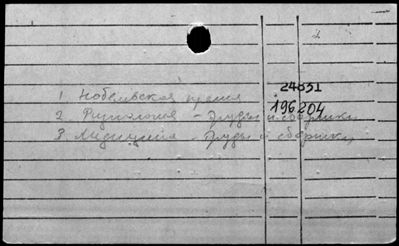 2
24831
1. Нобелевская премия
196204
2. Физиология - Труды и сборники
3. Медицина - Труды и сборники